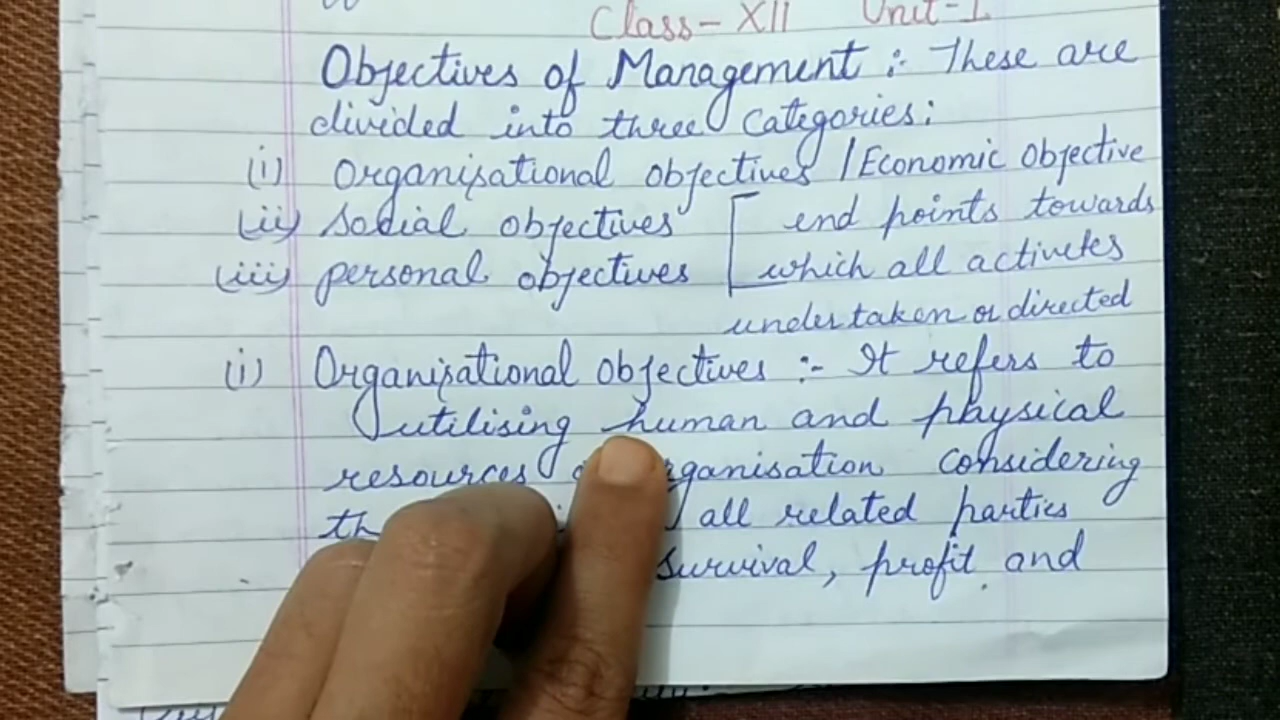 Class-XII Unit-I
Objectives of Management :- These are
divided into three categories:
(i) Organisational objectives / Economic Objective
(ii) Social objectives [ end points towards
(iii) personal objectives which all activetes
undertaken or directed
(i) Organisational objectives :- It refers to
utilising human and physical
resources organisation considering
all related parties
survival, profit and